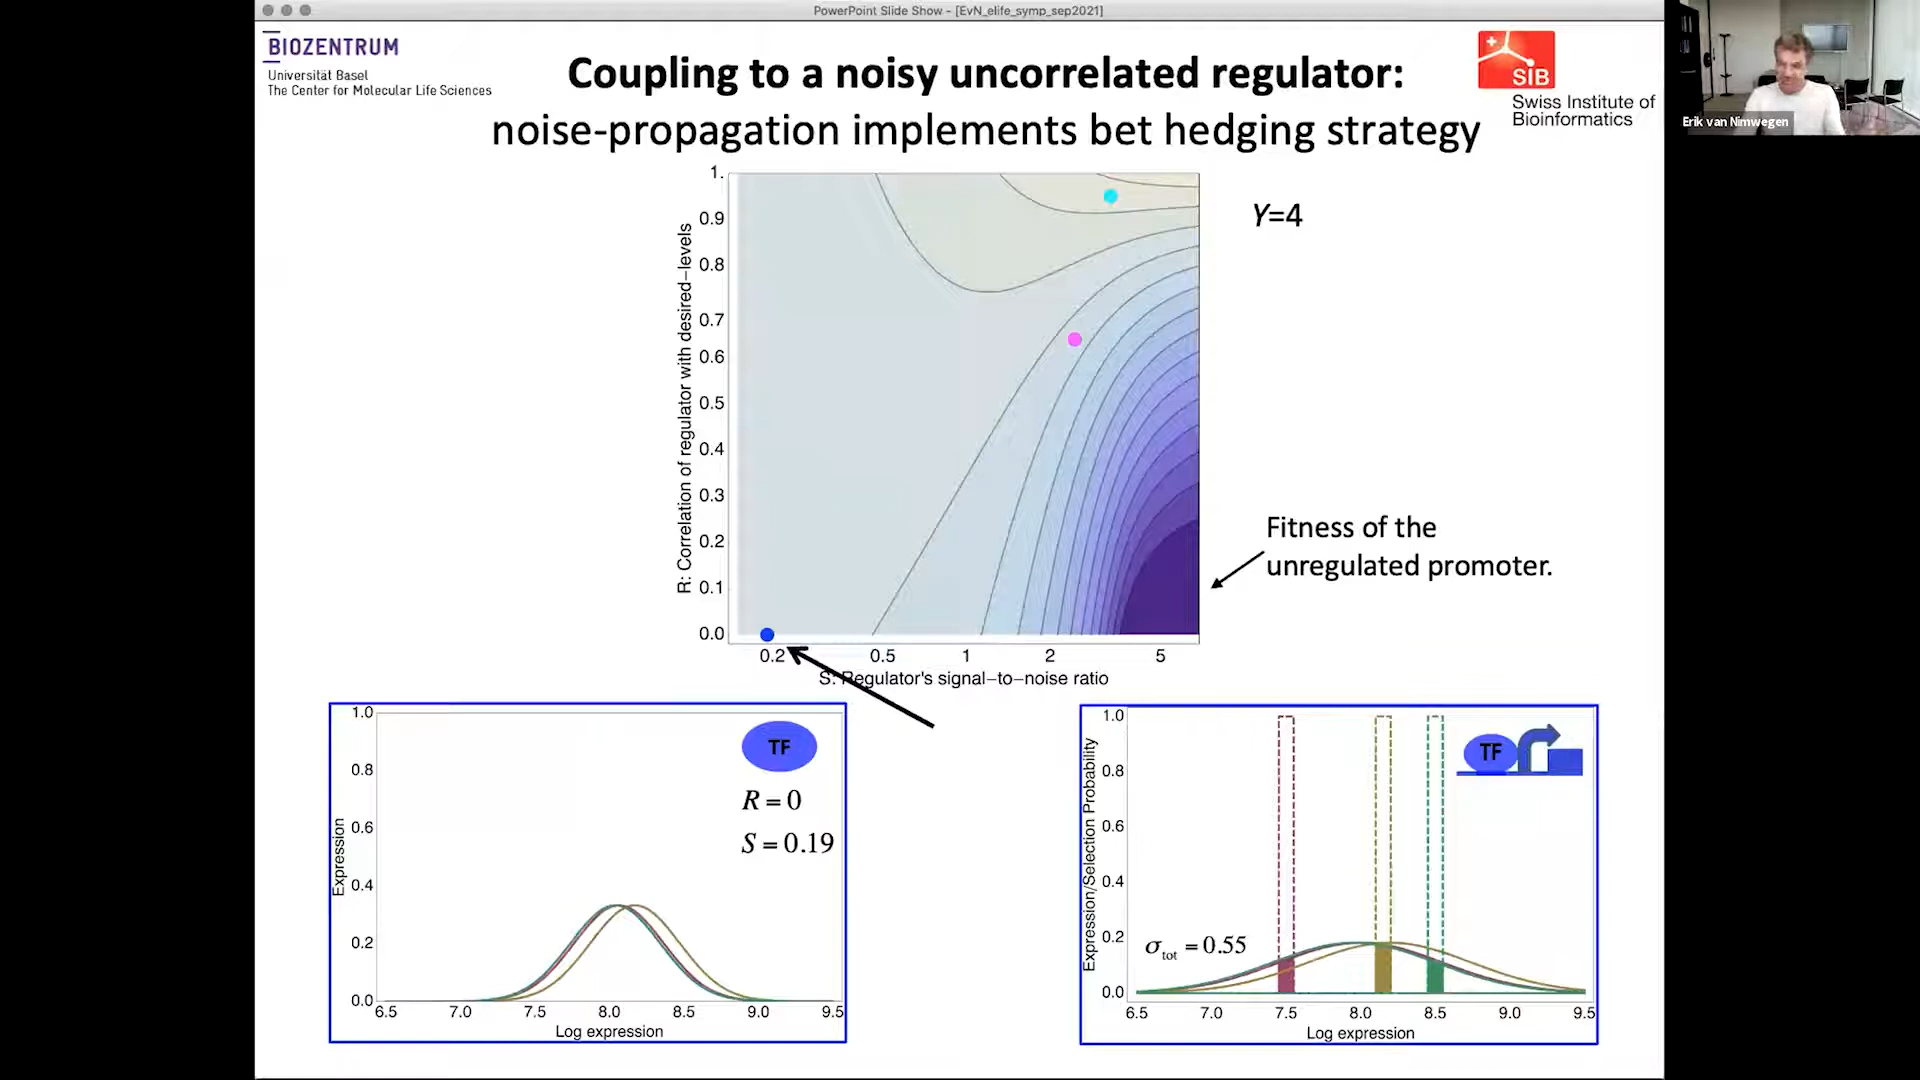 PowerPoint Slide Show - [EvN_elife_symp_sep2021]
BIOZENTRUM
Universität Basel
The Center for Molecular Life Sciences
Coupling to a noisy uncorrelated regulator:
noise-propagation implements bet hedging strategy
SIB
Swiss Institute of
Bioinformatics
Erik van Nimwegen
R: Correlation of regulator with desired-levels
1.
0.9
0.8
0.7
0.6
0.5
0.4
0.3
0.2
0.1
0.0
0.2 0.5 1 2 5
S: Regulator's signal-to-noise ratio
Y=4
Fitness of the
unregulated promoter.
Expression
1.0
0.8
0.6
0.4
0.2
0.0
6.5 7.0 7.5 8.0 8.5 9.0 9.5
Log expression
TF
R = 0
S = 0.19
Expression/Selection Probability
1.0
0.8
0.6
0.4
0.2
0.0
6.5 7.0 7.5 8.0 8.5 9.0 9.5
Log expression
TF
σtot = 0.55